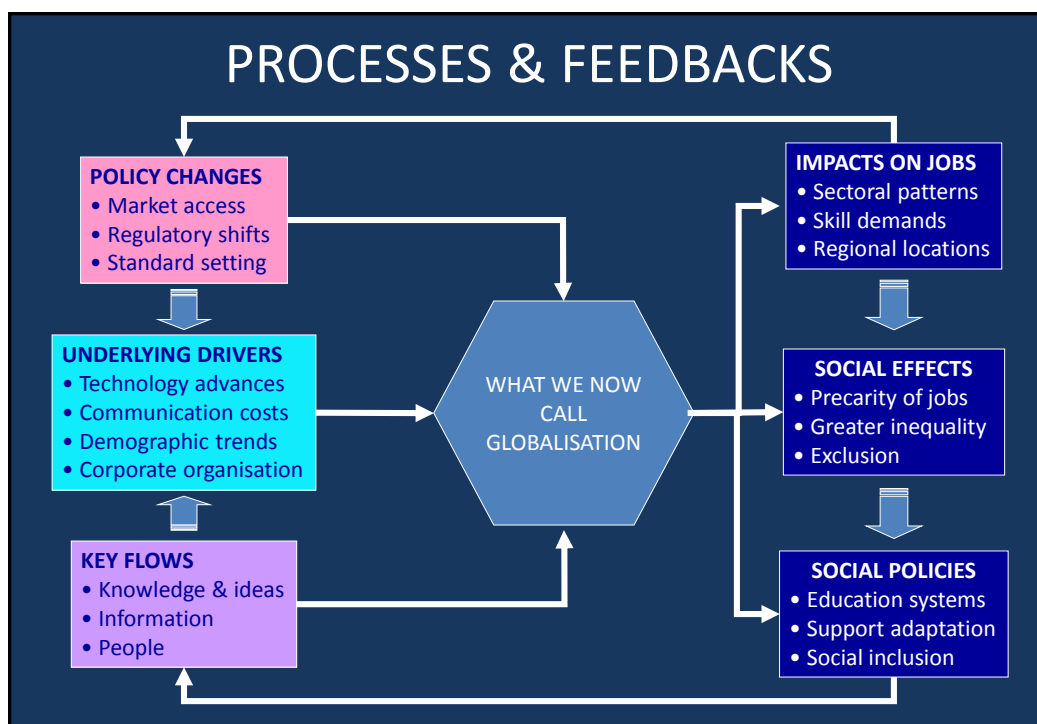 PROCESSES & FEEDBACKS
POLICY CHANGES
• Market access
• Regulatory shifts
• Standard setting
UNDERLYING DRIVERS
• Technology advances
• Communication costs
• Demographic trends
• Corporate organisation
KEY FLOWS
• Knowledge & ideas
• Information
• People
WHAT WE NOW
CALL
GLOBALISATION
IMPACTS ON JOBS
• Sectoral patterns
• Skill demands
• Regional locations
SOCIAL EFFECTS
• Precarity of jobs
• Greater inequality
• Exclusion
SOCIAL POLICIES
• Education systems
• Support adaptation
• Social inclusion